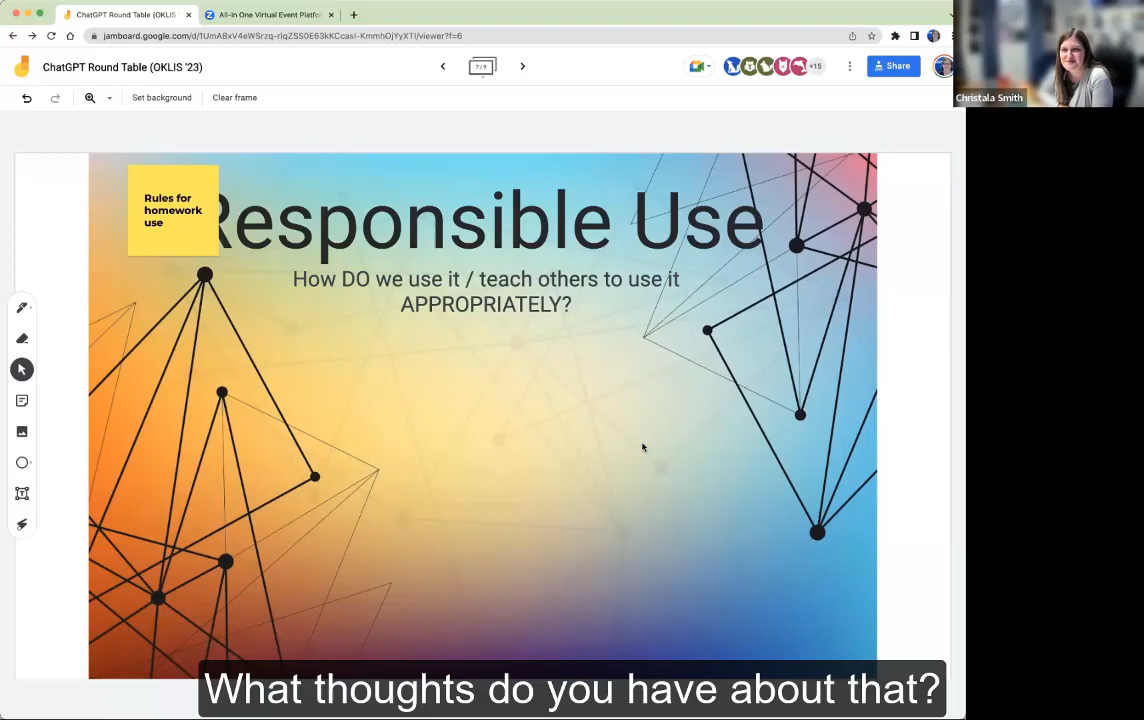 ChatGPT Round Table (OKLIS '23)
All-In One Virtual Event Platfor
jamboard.google.com/d/1UmABxV4eWSrzq-rlqZSS0E63kKCcasI-KmmhOjYyXTI/viewer?f=6
ChatGPT Round Table (OKLIS '23)
7/9
+15
Share
Christala Smith
Set background
Clear frame
Rules for
homework
use
Responsible Use
How DO we use it / teach others to use it
APPROPRIATELY?
What thoughts do you have about that?